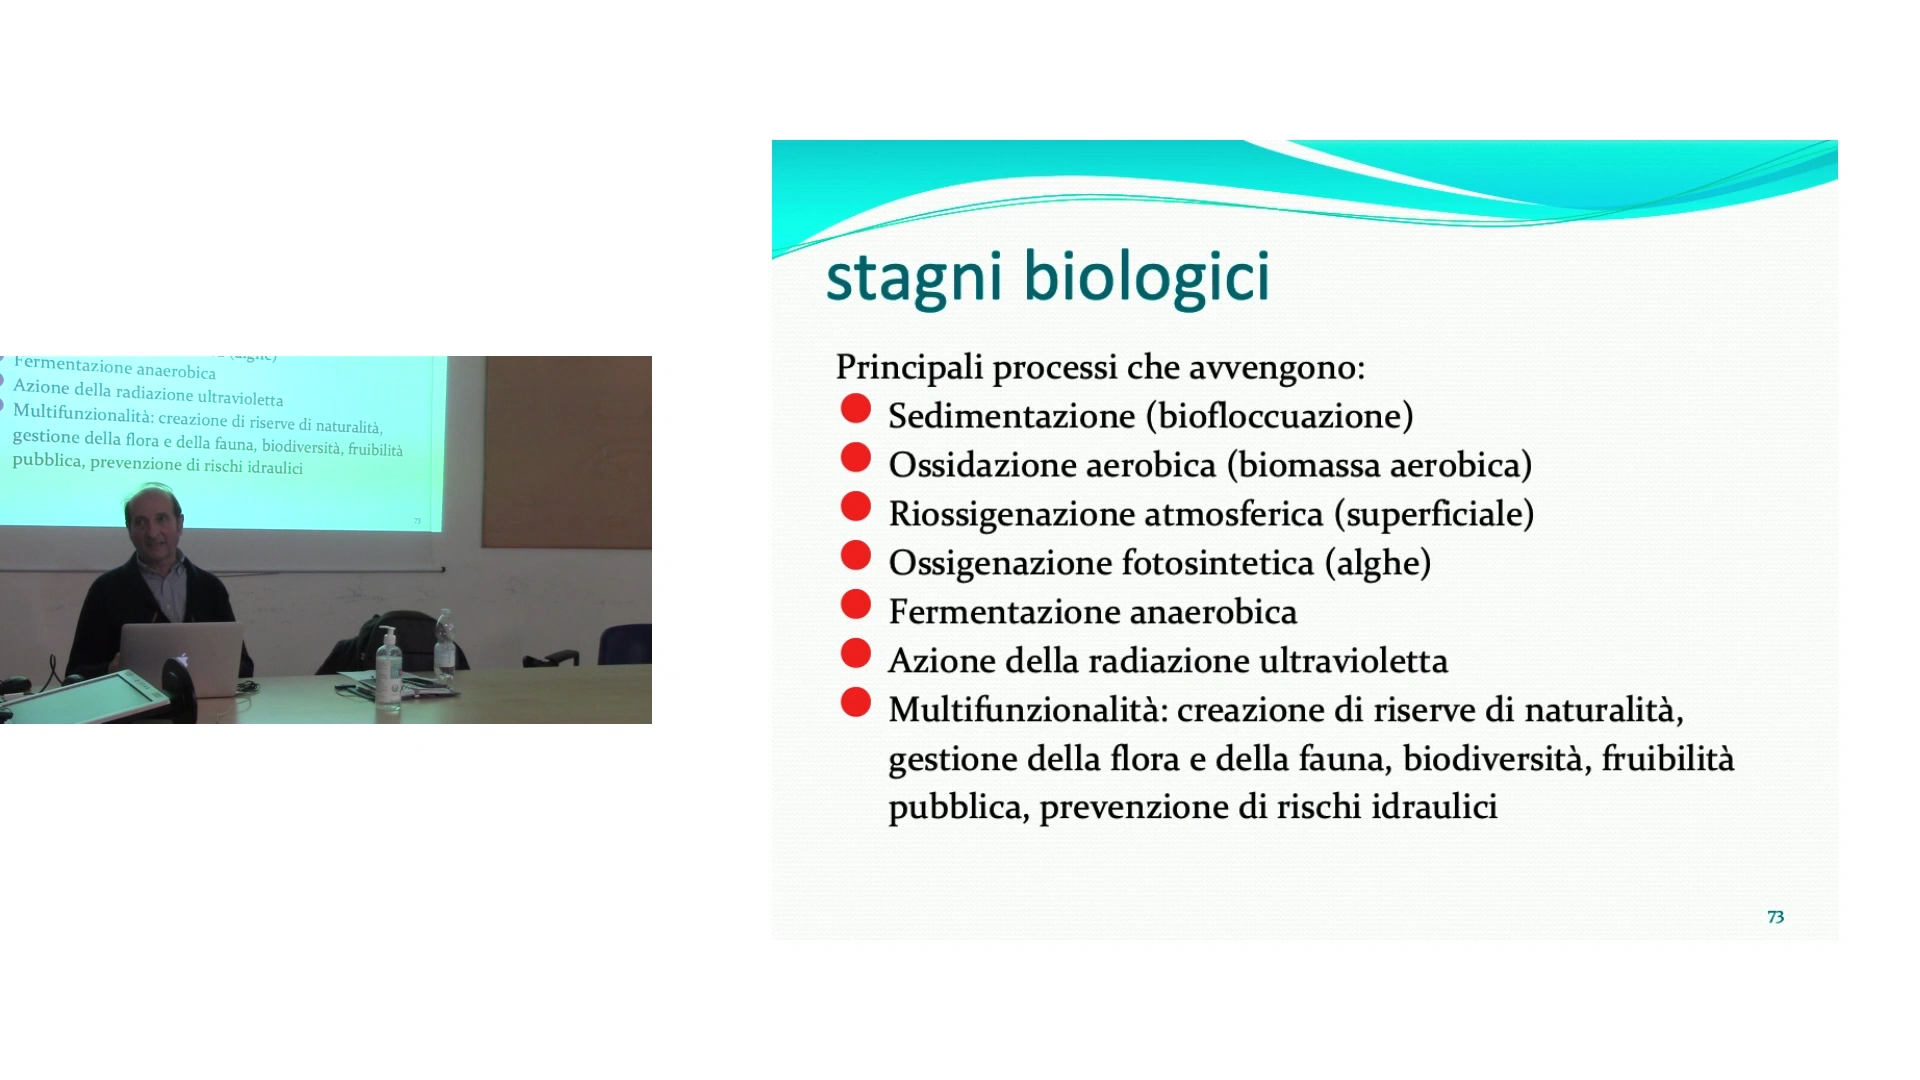 (alghe)
Fermentazione anaerobica
Azione della radiazione ultravioletta
Multifunzionalità: creazione di riserve di naturalità,
gestione della flora e della fauna, biodiversità, fruibilità
pubblica, prevenzione di rischi idraulici
73
stagni biologici
Principali processi che avvengono:
Sedimentazione (biofloccuazione)
Ossidazione aerobica (biomassa aerobica)
Riossigenazione atmosferica (superficiale)
Ossigenazione fotosintetica (alghe)
Fermentazione anaerobica
Azione della radiazione ultravioletta
Multifunzionalità: creazione di riserve di naturalità,
gestione della flora e della fauna, biodiversità, fruibilità
pubblica, prevenzione di rischi idraulici
73